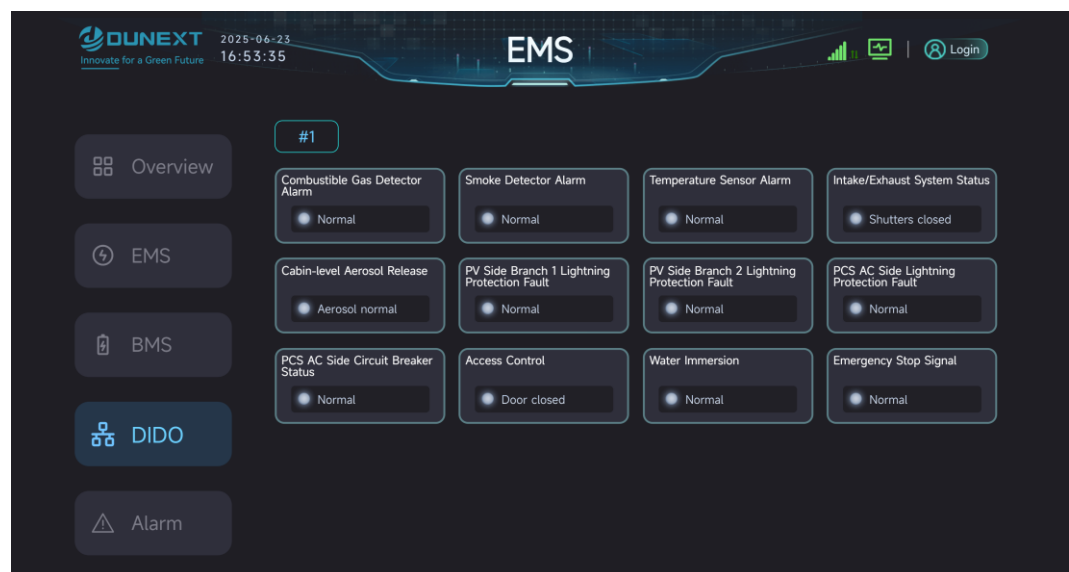 DUNEXT
Innovate for a Green Future
2025-06-23
16:53:35
EMS
Login
Overview
EMS
BMS
DIDO
Alarm
#1
Combustible Gas Detector
Alarm
Normal
Smoke Detector Alarm
Normal
Temperature Sensor Alarm
Normal
Intake/Exhaust System Status
Shutters closed
Cabin-level Aerosol Release
Aerosol normal
PV Side Branch 1 Lightning
Protection Fault
Normal
PV Side Branch 2 Lightning
Protection Fault
Normal
PCS AC Side Lightning
Protection Fault
Normal
PCS AC Side Circuit Breaker
Status
Normal
Access Control
Door closed
Water Immersion
Normal
Emergency Stop Signal
Normal